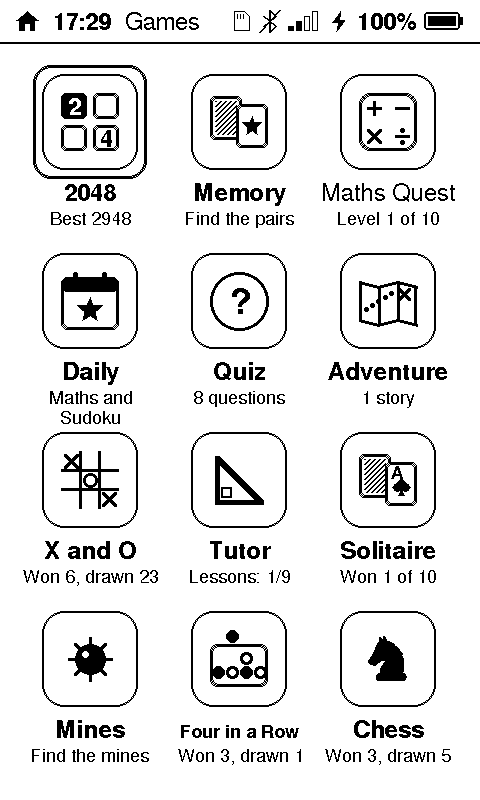 17:29 Games 100%
2 4
2048 Memory Maths Quest
Best 2948 Find the pairs Level 1 of 10
?
Daily Quiz Adventure
Maths and 8 questions 1 story
Sudoku
A
X and O Tutor Solitaire
Won 6, drawn 23 Lessons: 1/9 Won 1 of 10
Mines Four in a Row Chess
Find the mines Won 3, drawn 1 Won 3, drawn 5